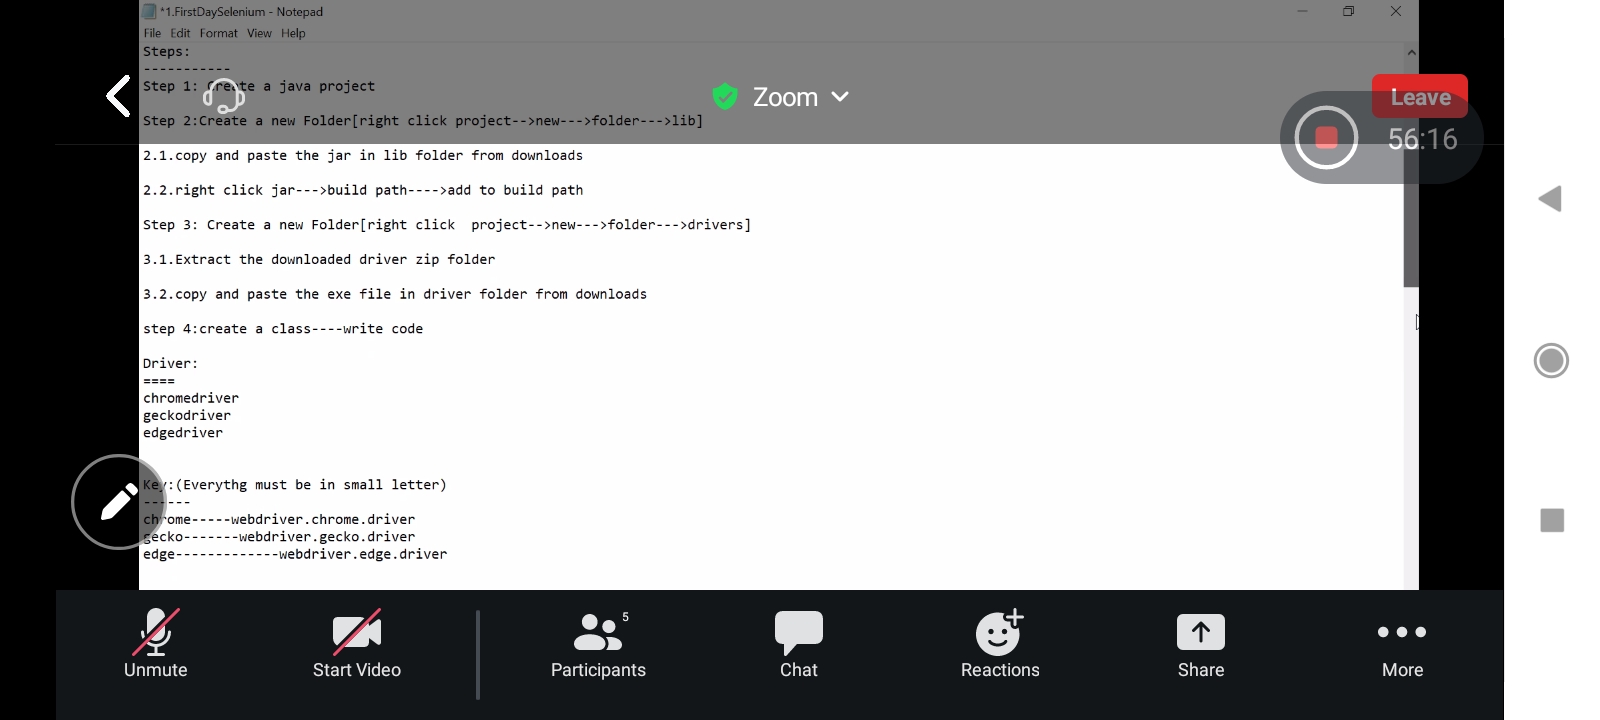 *1.FirstDaySelenium - Notepad
File Edit Format View Help
Steps:
-----------
Step 1: Create a java project
Zoom
Leave
Step 2:Create a new Folder[right click project-->new--->folder--->lib]
56:16
2.1.copy and paste the jar in lib folder from downloads
2.2.right click jar--->build path---->add to build path
Step 3: Create a new Folder[right click  project-->new--->folder--->drivers]
3.1.Extract the downloaded driver zip folder
3.2.copy and paste the exe file in driver folder from downloads
step 4:create a class----write code
Driver:
====
chromedriver
geckodriver
edgedriver
Key:(Everythg must be in small letter)
------
chrome-----webdriver.chrome.driver
gecko-------webdriver.gecko.driver
edge-------------webdriver.edge.driver
5
Unmute Start Video Participants Chat Reactions Share More